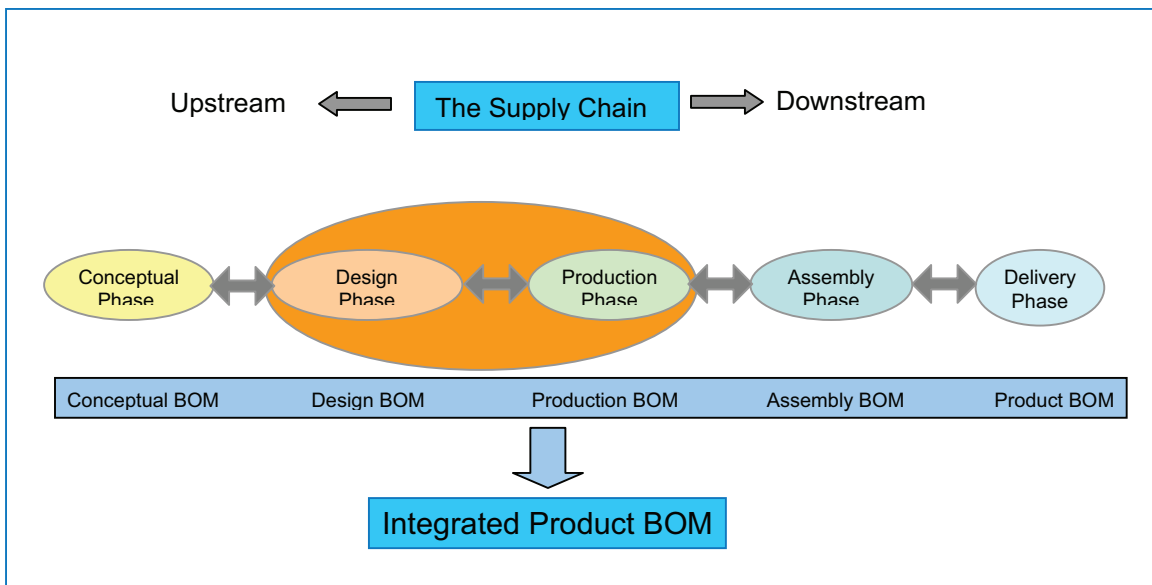 Upstream The Supply Chain Downstream
Conceptual Design Production Assembly Delivery
Phase Phase Phase Phase Phase
Conceptual BOM Design BOM Production BOM Assembly BOM Product BOM
Integrated Product BOM